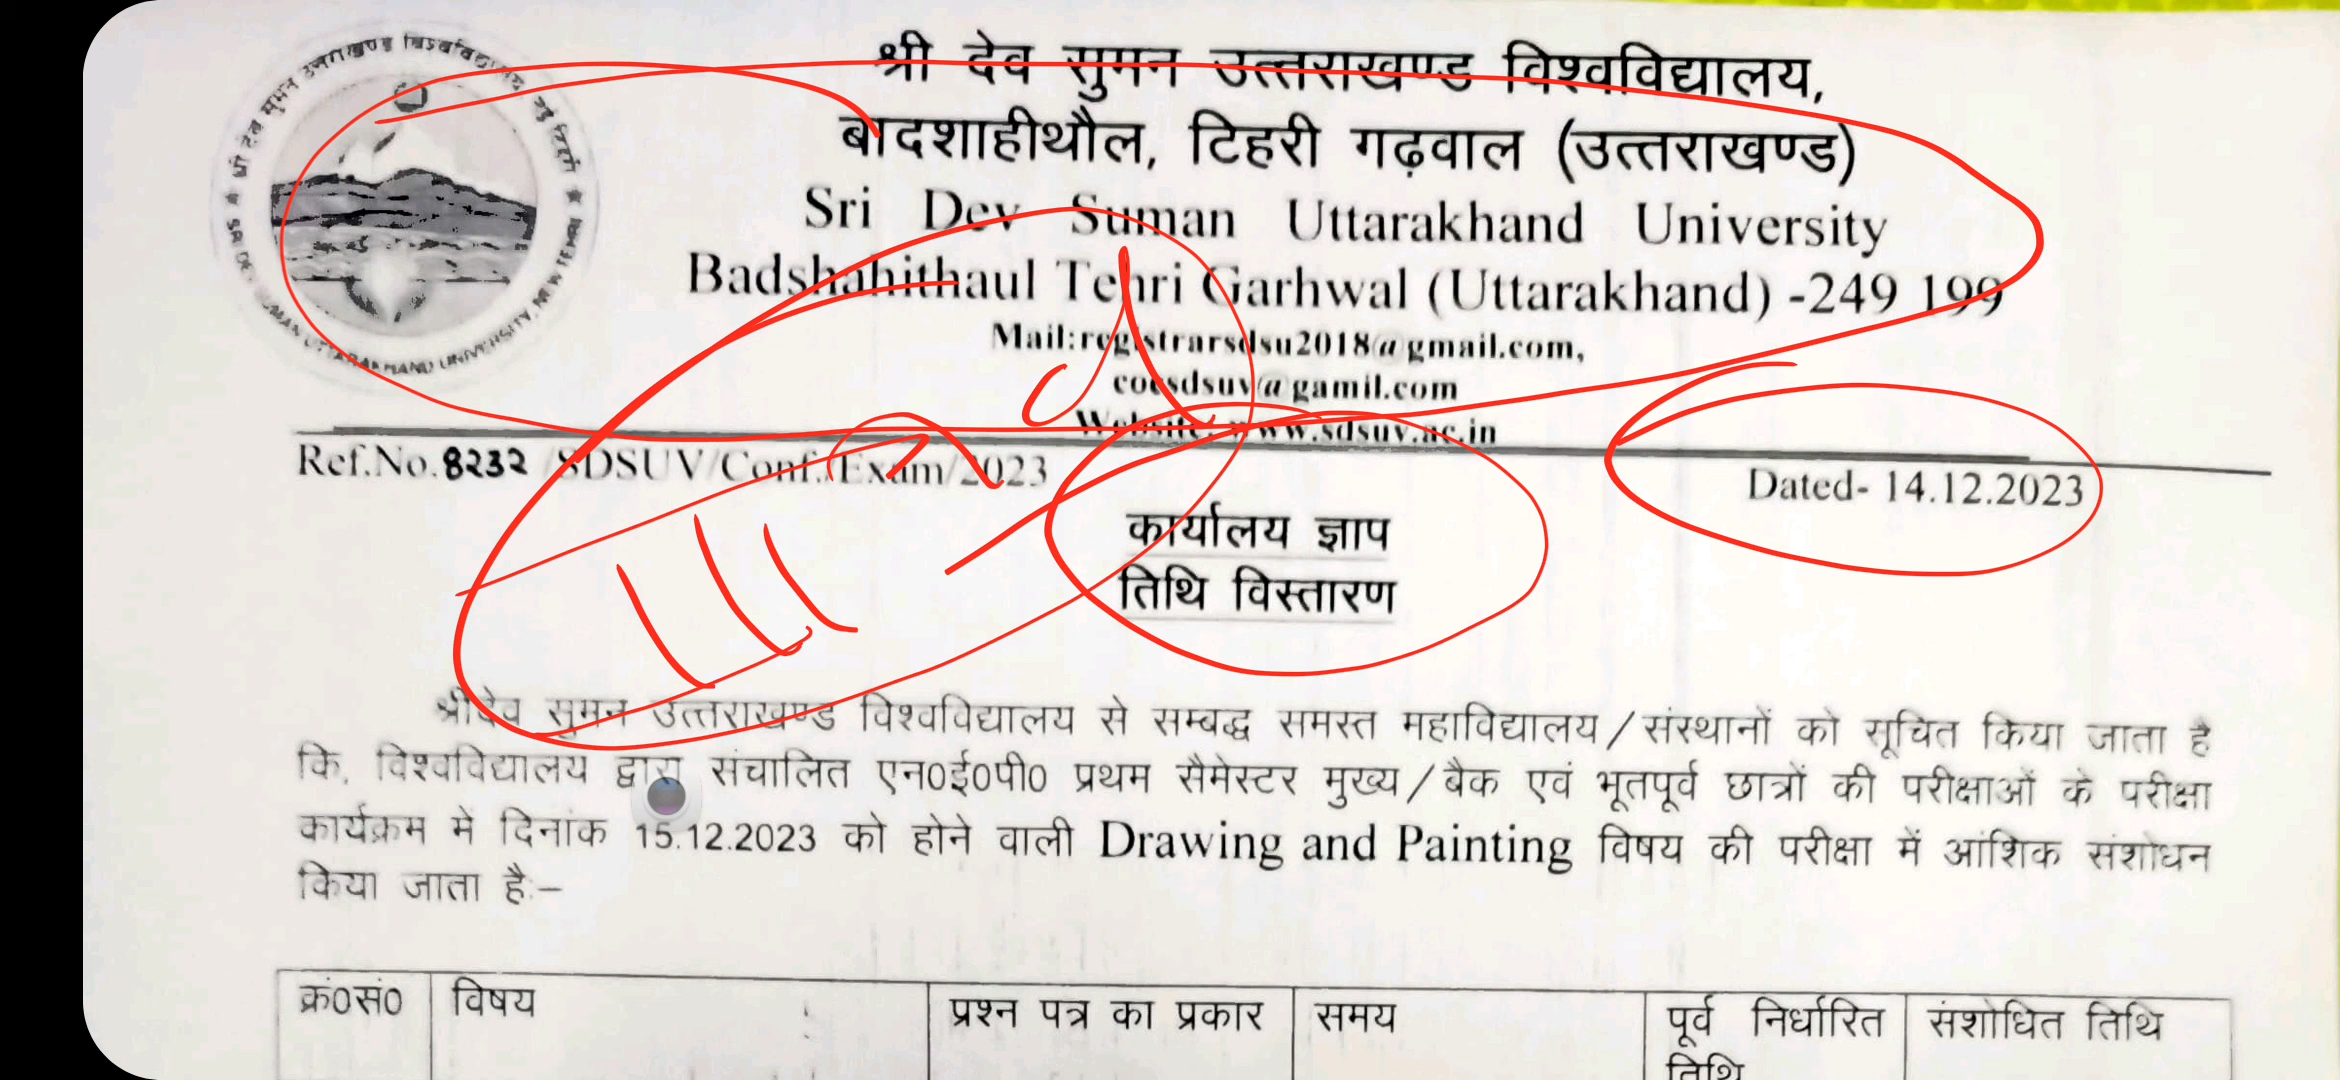 श्री देव सुमन उत्तराखण्ड विश्वविद्यालय,
बादशाहीथौल, टिहरी गढ़वाल (उत्तराखण्ड)
Sri Dev Suman Uttarakhand University
Badshahithaul Tehri Garhwal (Uttarakhand) -249 199
Mail:registrarsdsu2018@gmail.com,
coesdsuv@gamil.com
Website: www.sdsuv.ac.in
Ref.No.8232 /SDSUV/Conf./Exam/2023
Dated- 14.12.2023
कार्यालय ज्ञाप
तिथि विस्तारण
श्रीदेव सुमन उत्तराखण्ड विश्वविद्यालय से सम्बद्ध समस्त महाविद्यालय/संस्थानों को सूचित किया जाता है
कि, विश्वविद्यालय द्वारा संचालित एन0ई0पी0 प्रथम सैमेस्टर मुख्य/बैक एवं भूतपूर्व छात्रों की परीक्षाओं के परीक्षा
कार्यक्रम में दिनांक 15.12.2023 को होने वाली Drawing and Painting विषय की परीक्षा में आंशिक संशोधन
किया जाता है:–
क्रं0सं0 विषय प्रश्न पत्र का प्रकार समय पूर्व निर्धारित संशोधित तिथि
तिथि